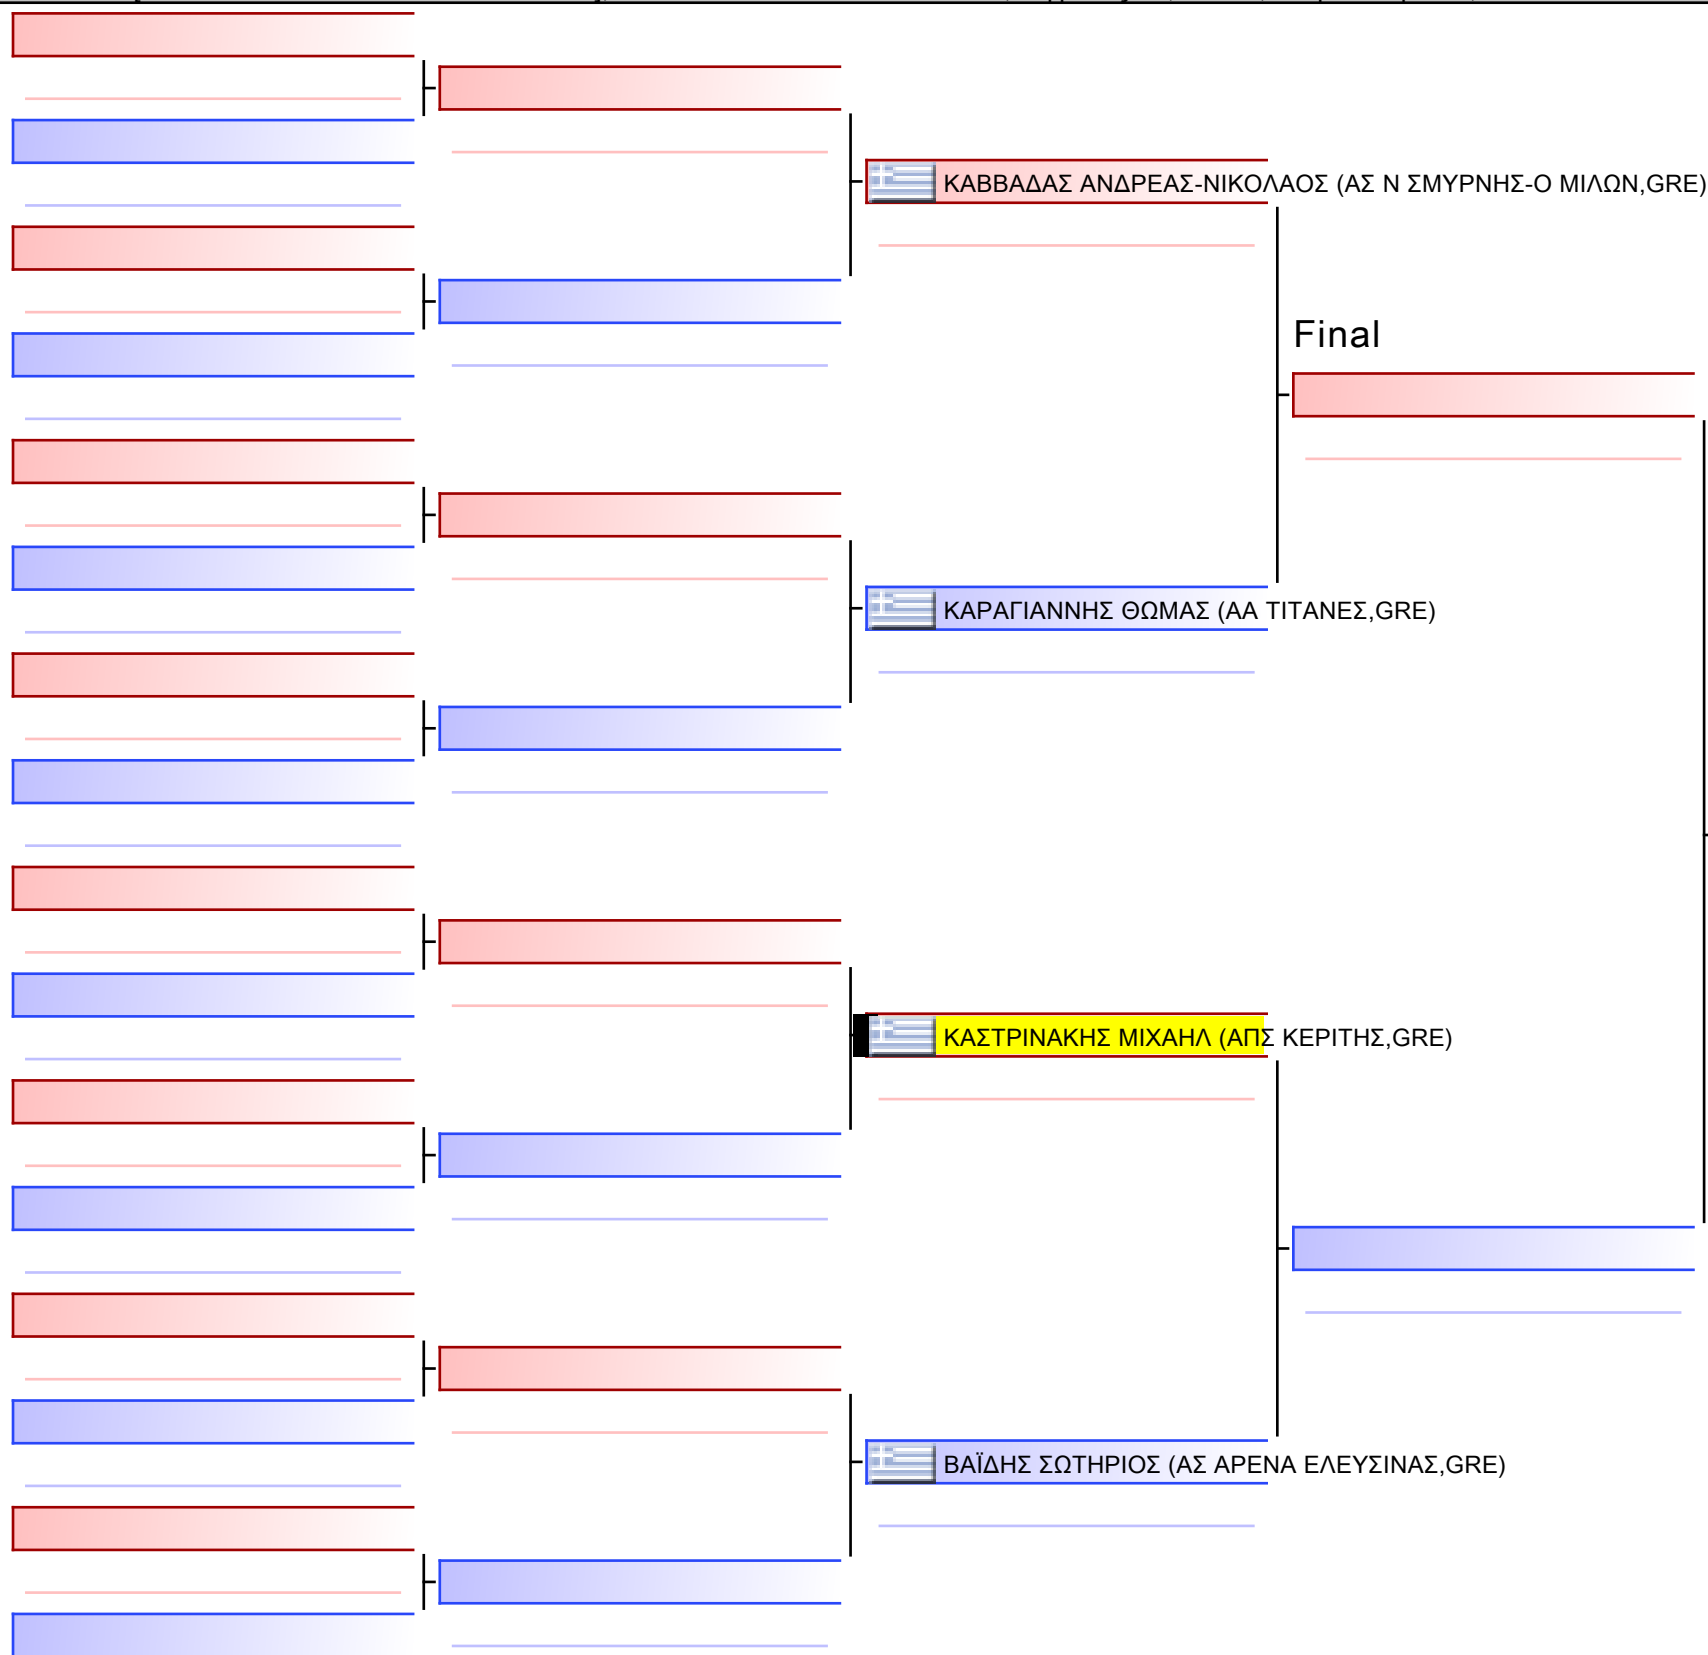 ΚΑΒΒΑΔΑΣ ΑΝΔΡΕΑΣ-ΝΙΚΟΛΑΟΣ (ΑΣ Ν ΣΜΥΡΝΗΣ-Ο ΜΙΛΩΝ,GRE)
Final
ΚΑΡΑΓΙΑΝΝΗΣ ΘΩΜΑΣ (ΑΑ ΤΙΤΑΝΕΣ,GRE)
ΚΑΣΤΡΙΝΑΚΗΣ ΜΙΧΑΗΛ (ΑΠΣ ΚΕΡΙΤΗΣ,GRE)
ΒΑΪΔΗΣ ΣΩΤΗΡΙΟΣ (ΑΣ ΑΡΕΝΑ ΕΛΕΥΣΙΝΑΣ,GRE)